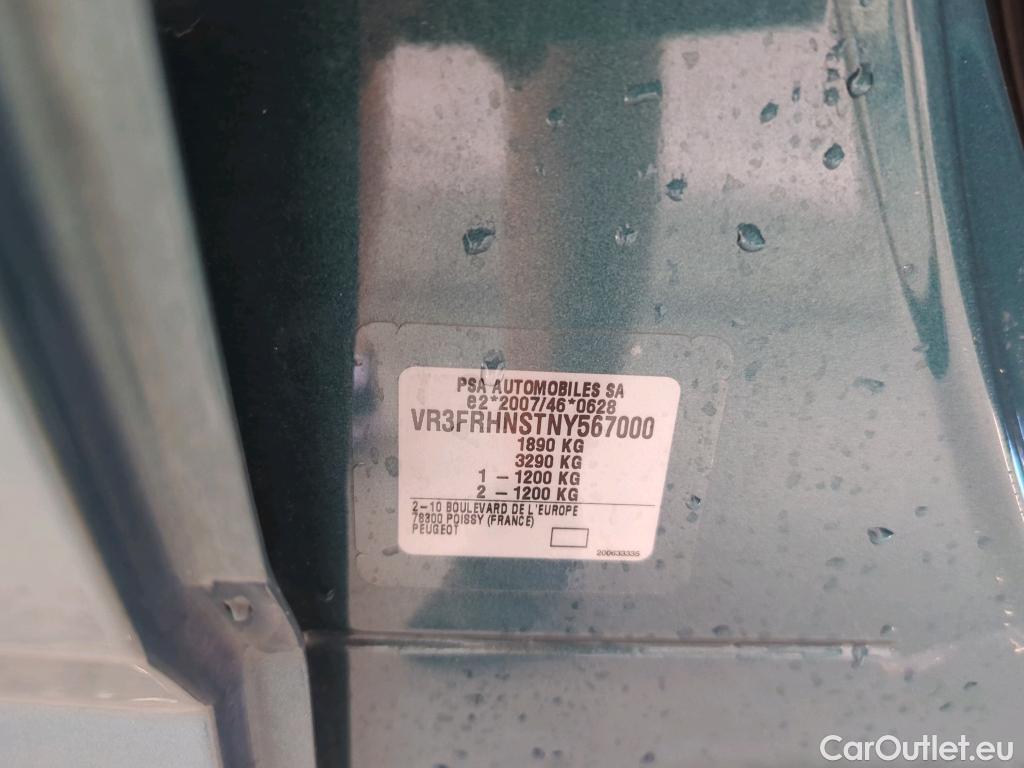 PSA AUTOMOBILES SA
e2*2007/46*0628
VR3FRHNSTNY567000
1890 KG
3290 KG
1 – 1200 KG
2 – 1200 KG
2–10 BOULEVARD DE L'EUROPE
78300 POISSY (FRANCE)
PEUGEOT
200633335
CarOutlet.eu